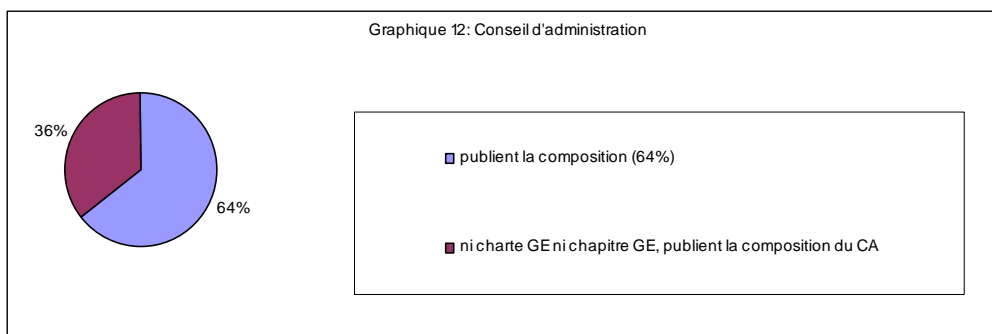 Graphique 12: Conseil d'administration
36%
64%
publient la composition (64%)
ni charte GE ni chapitre GE, publient la composition du CA